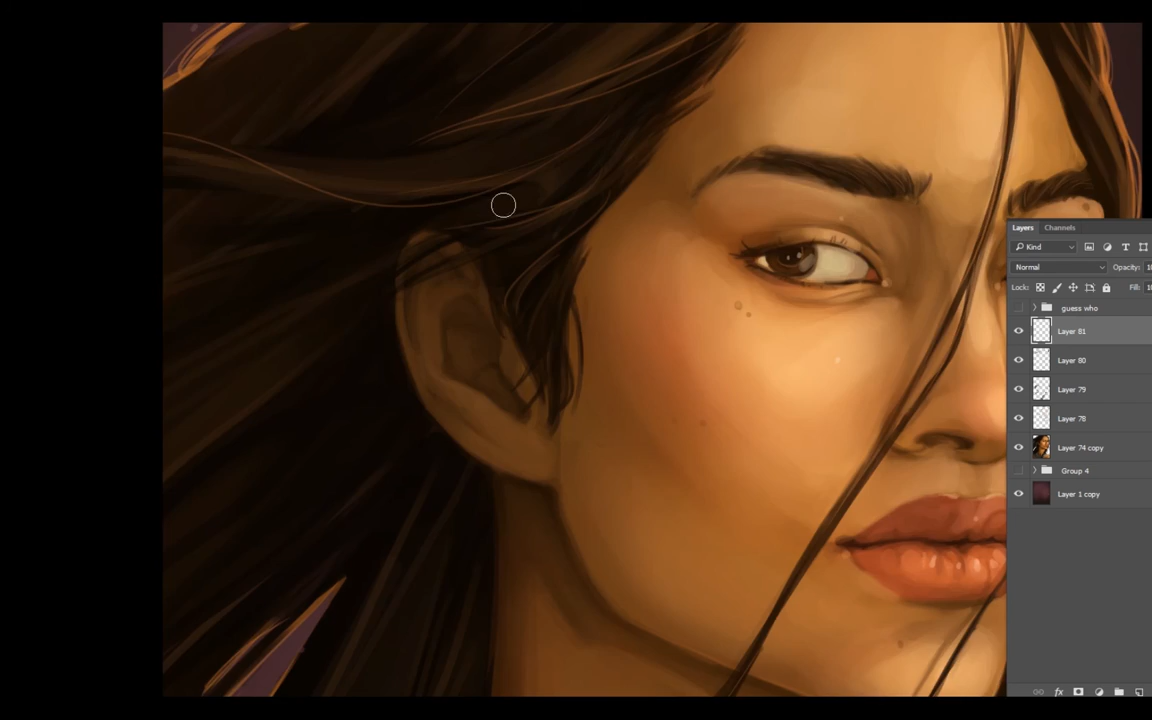 Layers Channels
Kind
Normal Opacity:
Lock: Fill:
guess who
Layer 81
Layer 80
Layer 79
Layer 78
Layer 74 copy
Group 4
Layer 1 copy
fx